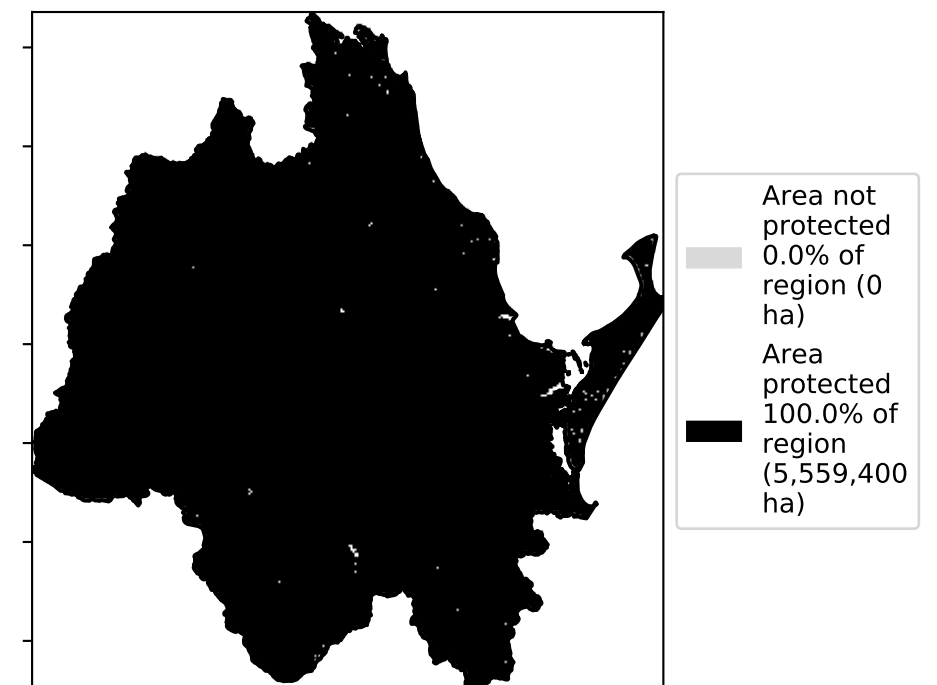 Area not
protected
0.0% of
region (0
ha)
Area
protected
100.0% of
region
(5,559,400
ha)